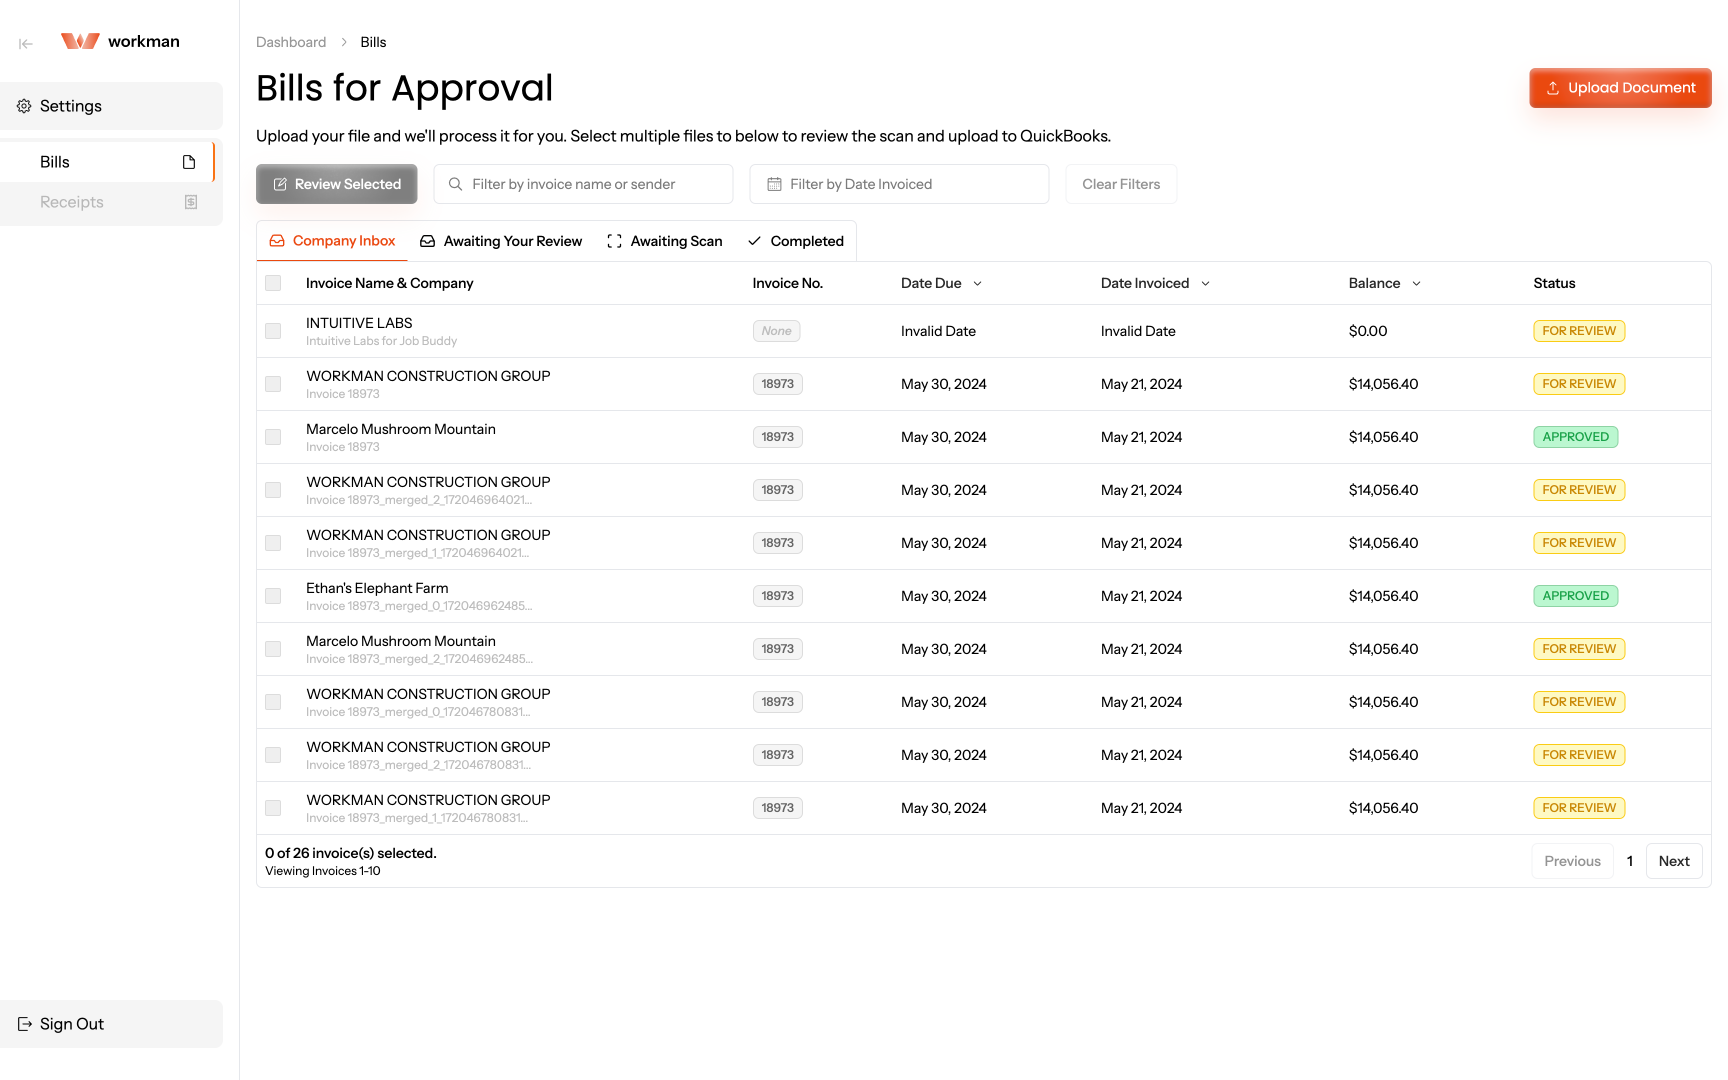 workman
Dashboard > Bills
Bills for Approval
Upload Document
Settings
Upload your file and we'll process it for you. Select multiple files to below to review the scan and upload to QuickBooks.
Bills
Receipts
Review Selected
Filter by invoice name or sender
Filter by Date Invoiced
Clear Filters
Company Inbox Awaiting Your Review Awaiting Scan Completed
Invoice Name & Company Invoice No. Date Due Date Invoiced Balance Status
INTUITIVE LABS
Intuitive Labs for Job Buddy
None Invalid Date Invalid Date $0.00 FOR REVIEW
WORKMAN CONSTRUCTION GROUP
Invoice 18973
18973 May 30, 2024 May 21, 2024 $14,056.40 FOR REVIEW
Marcelo Mushroom Mountain
Invoice 18973
18973 May 30, 2024 May 21, 2024 $14,056.40 APPROVED
WORKMAN CONSTRUCTION GROUP
Invoice 18973_merged_2_172046964021...
18973 May 30, 2024 May 21, 2024 $14,056.40 FOR REVIEW
WORKMAN CONSTRUCTION GROUP
Invoice 18973_merged_1_172046964021...
18973 May 30, 2024 May 21, 2024 $14,056.40 FOR REVIEW
Ethan's Elephant Farm
Invoice 18973_merged_0_172046962485...
18973 May 30, 2024 May 21, 2024 $14,056.40 APPROVED
Marcelo Mushroom Mountain
Invoice 18973_merged_2_172046962485...
18973 May 30, 2024 May 21, 2024 $14,056.40 FOR REVIEW
WORKMAN CONSTRUCTION GROUP
Invoice 18973_merged_0_172046780831...
18973 May 30, 2024 May 21, 2024 $14,056.40 FOR REVIEW
WORKMAN CONSTRUCTION GROUP
Invoice 18973_merged_2_172046780831...
18973 May 30, 2024 May 21, 2024 $14,056.40 FOR REVIEW
WORKMAN CONSTRUCTION GROUP
Invoice 18973_merged_1_172046780831...
18973 May 30, 2024 May 21, 2024 $14,056.40 FOR REVIEW
0 of 26 invoice(s) selected.
Viewing Invoices 1-10
Previous 1 Next
Sign Out